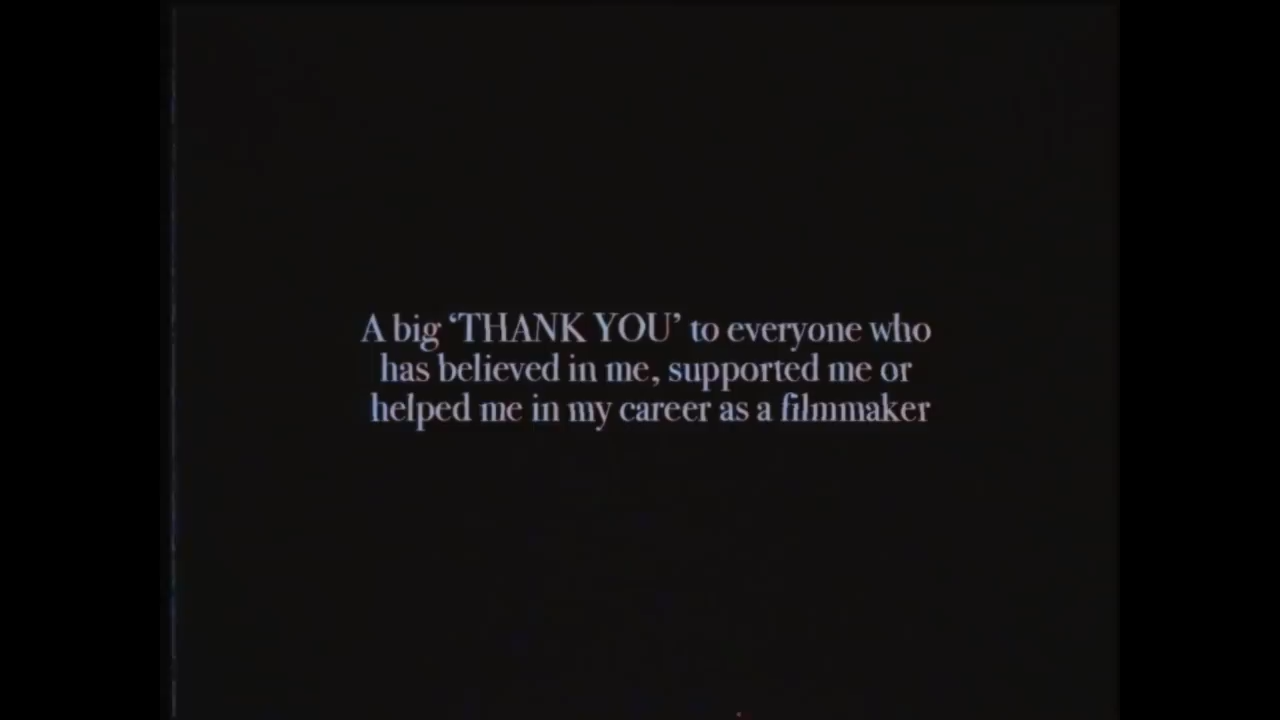 A big ‘THANK YOU’ to everyone who
has believed in me, supported me or
helped me in my career as a filmmaker